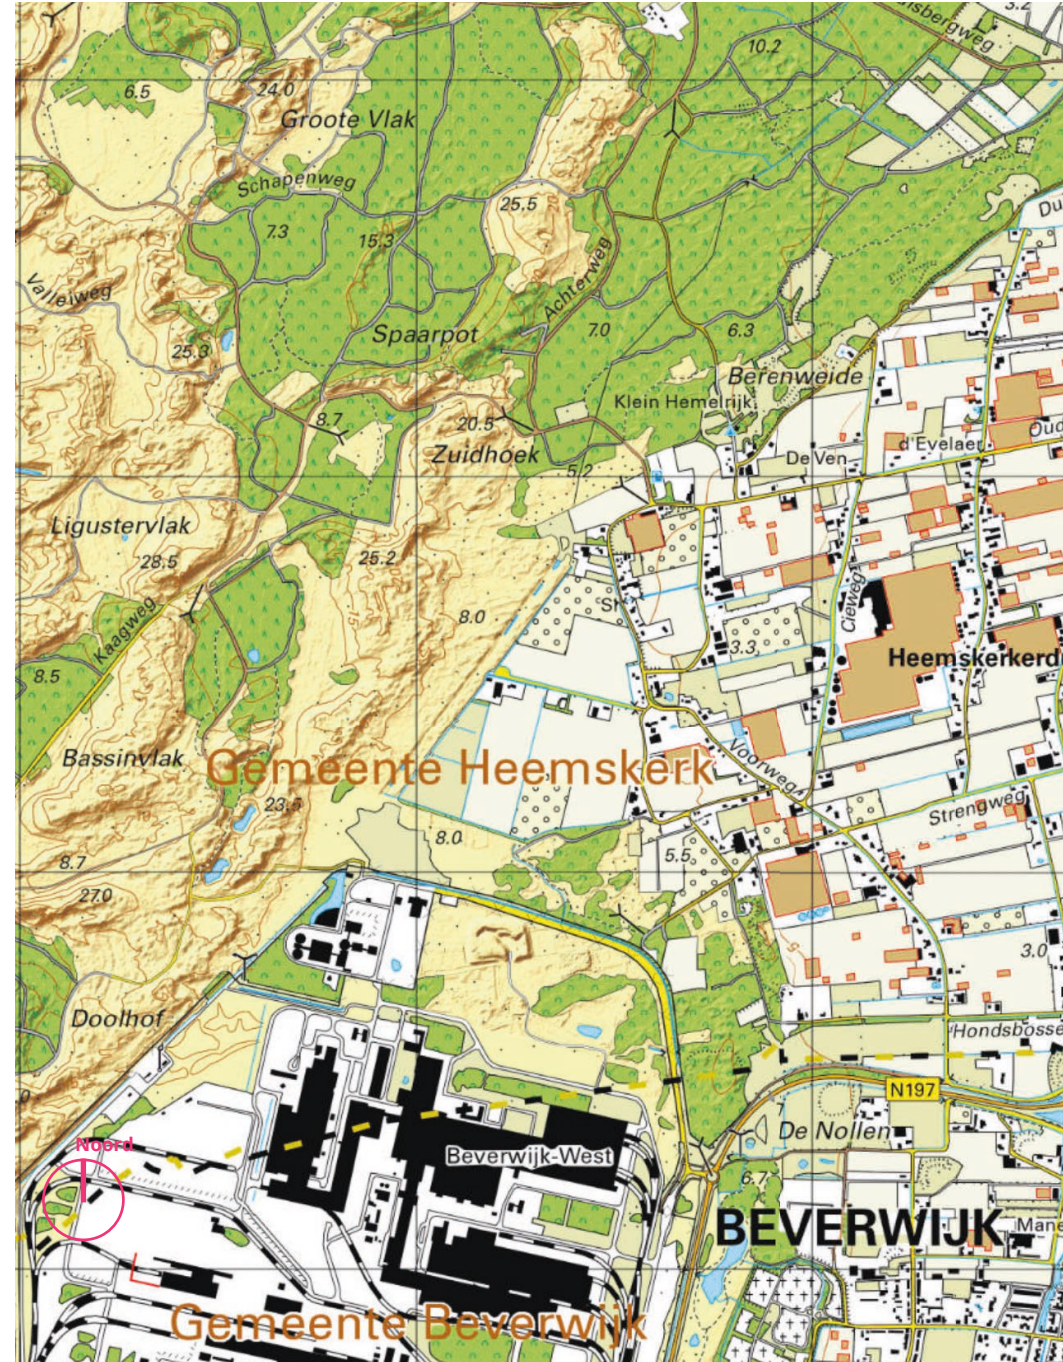 3.2
10.2
6.5
24.0
Groote Vlak
Schapenweg
25.5
7.3
15.3
Valleiweg
Achterweg
Spaarpot
7.0
6.3
25.3
Berenweide
Klein Hemelrijk
8.7
20.5
Zuidhoek
5.2
De Ven
d'Evelaer
Ligustervlak
28.5
25.2
8.0
Cieweg
Kaagweg
3.3
8.5
Heemskerkerd
Bassinvlak
Gemeente Heemskerk
Voorweg
23.5
Strengweg
8.0
5.5
8.7
27.0
3.0
Doolhof
Hondsbosse
N197
De Nollen
Noord
Beverwijk-West
6.7
BEVERWIJK
Mane
Gemeente Beverwijk